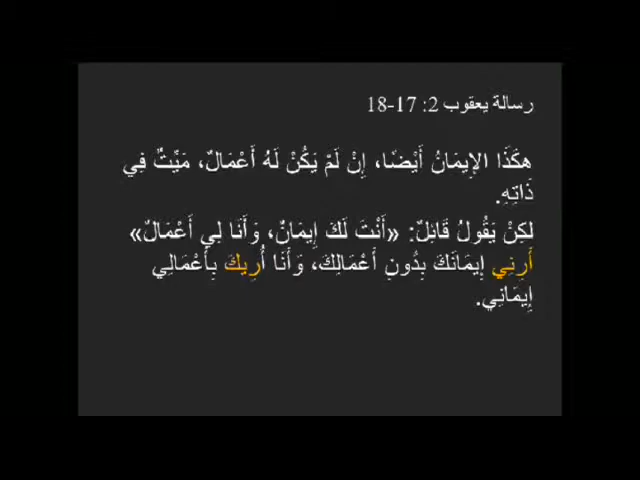 رسالة يعقوب 2: 17-18
هكَذَا الإِيمَانُ أَيْضًا، إِنْ لَمْ يَكُنْ لَهُ أَعْمَالٌ، مَيِّتٌ فِي
ذَاتِهِ.
لكِنْ يَقُولُ قَائِلٌ: «أَنْتَ لَكَ إِيمَانٌ، وَأَنَا لِي أَعْمَالٌ»
أَرِنِي إِيمَانَكَ بِدُونِ أَعْمَالِكَ، وَأَنَا أُرِيكَ بِأَعْمَالِي
إِيمَانِي.